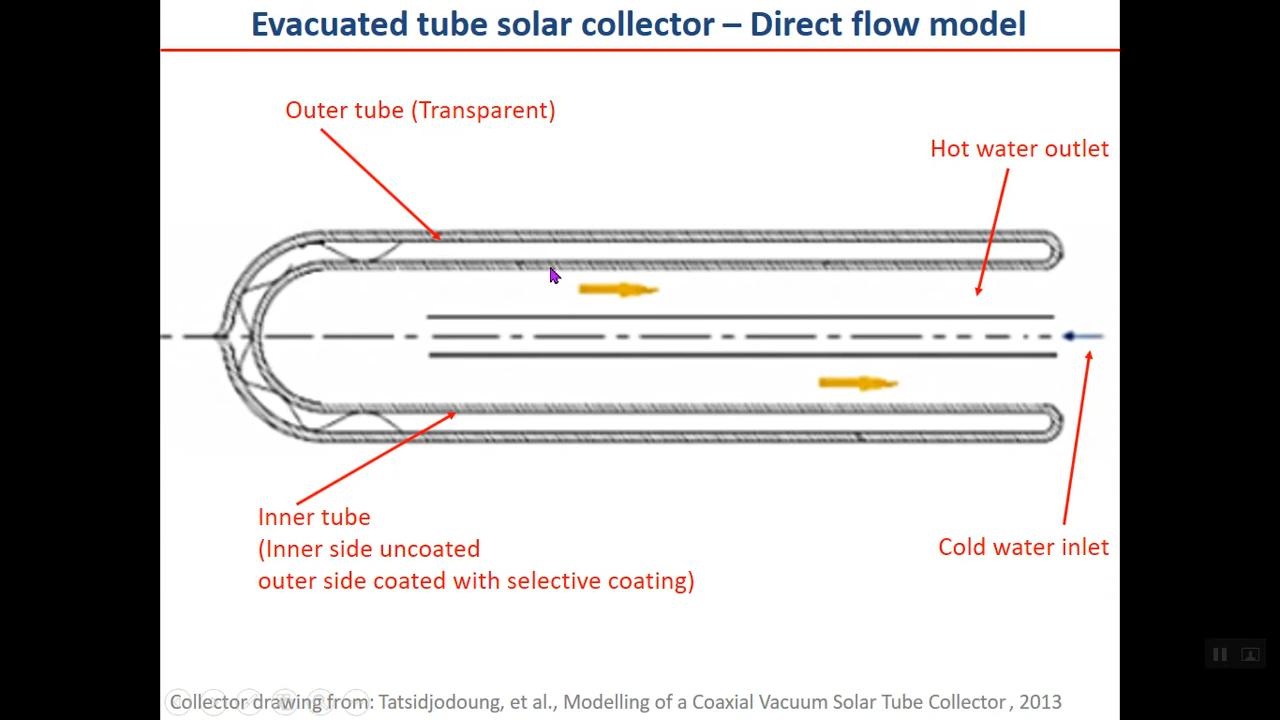 Evacuated tube solar collector – Direct flow model
Outer tube (Transparent)
Hot water outlet
Inner tube
(Inner side uncoated
outer side coated with selective coating)
Cold water inlet
Collector drawing from: Tatsidjodoung, et al., Modelling of a Coaxial Vacuum Solar Tube Collector , 2013